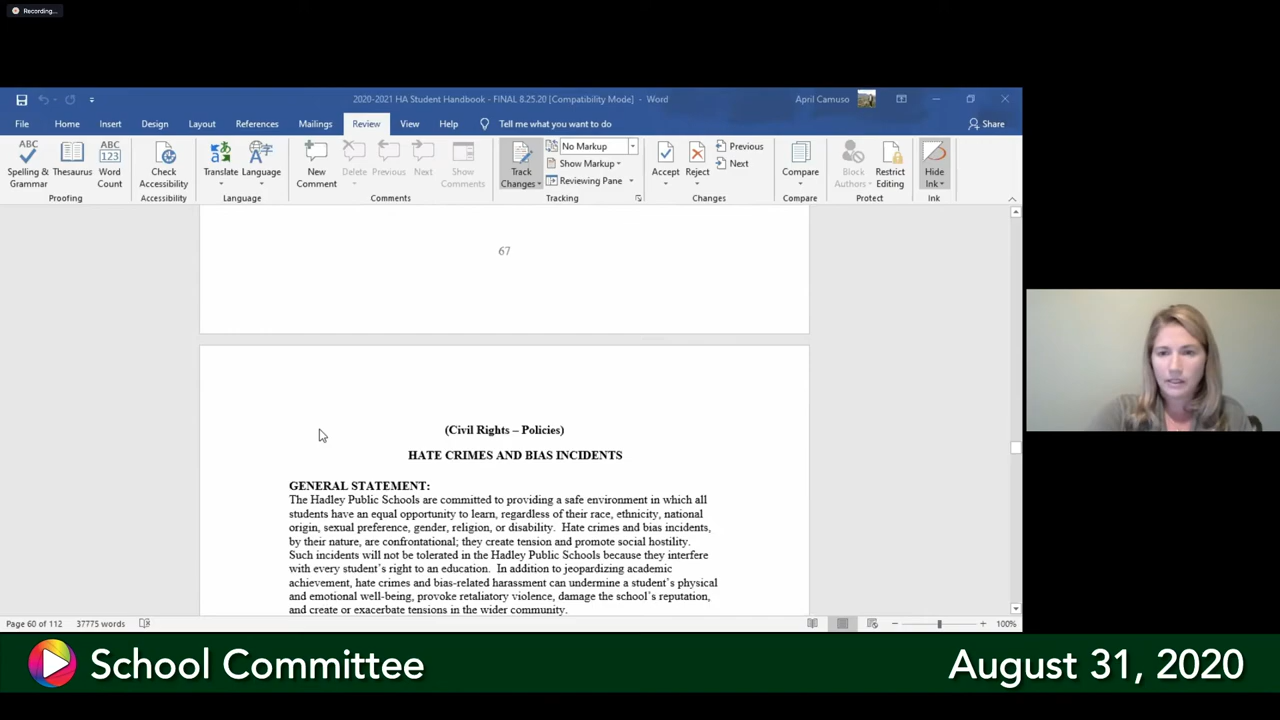 Recording...
2020-2021 HA Student Handbook - FINAL 8.25.20 [Compatibility Mode] - Word
April Camuso
File Home Insert Design Layout References Mailings Review View Help Tell me what you want to do Share
ABC Spelling & Grammar
Thesaurus
ABC 123 Word Count
Check Accessibility
Translate
Language
New Comment
Delete
Previous
Next
Show Comments
Track Changes
No Markup
Show Markup
Reviewing Pane
Accept
Reject
Previous
Next
Compare
Block Authors
Restrict Editing
Hide Ink
Proofing Accessibility Language Comments Tracking Changes Compare Protect Ink
67
(Civil Rights – Policies)
HATE CRIMES AND BIAS INCIDENTS
GENERAL STATEMENT:
The Hadley Public Schools are committed to providing a safe environment in which all
students have an equal opportunity to learn, regardless of their race, ethnicity, national
origin, sexual preference, gender, religion, or disability. Hate crimes and bias incidents,
by their nature, are confrontational; they create tension and promote social hostility.
Such incidents will not be tolerated in the Hadley Public Schools because they interfere
with every student's right to an education. In addition to jeopardizing academic
achievement, hate crimes and bias-related harassment can undermine a student's physical
and emotional well-being, provoke retaliatory violence, damage the school's reputation,
and create or exacerbate tensions in the wider community.
Page 60 of 112 37775 words 100%
School Committee August 31, 2020